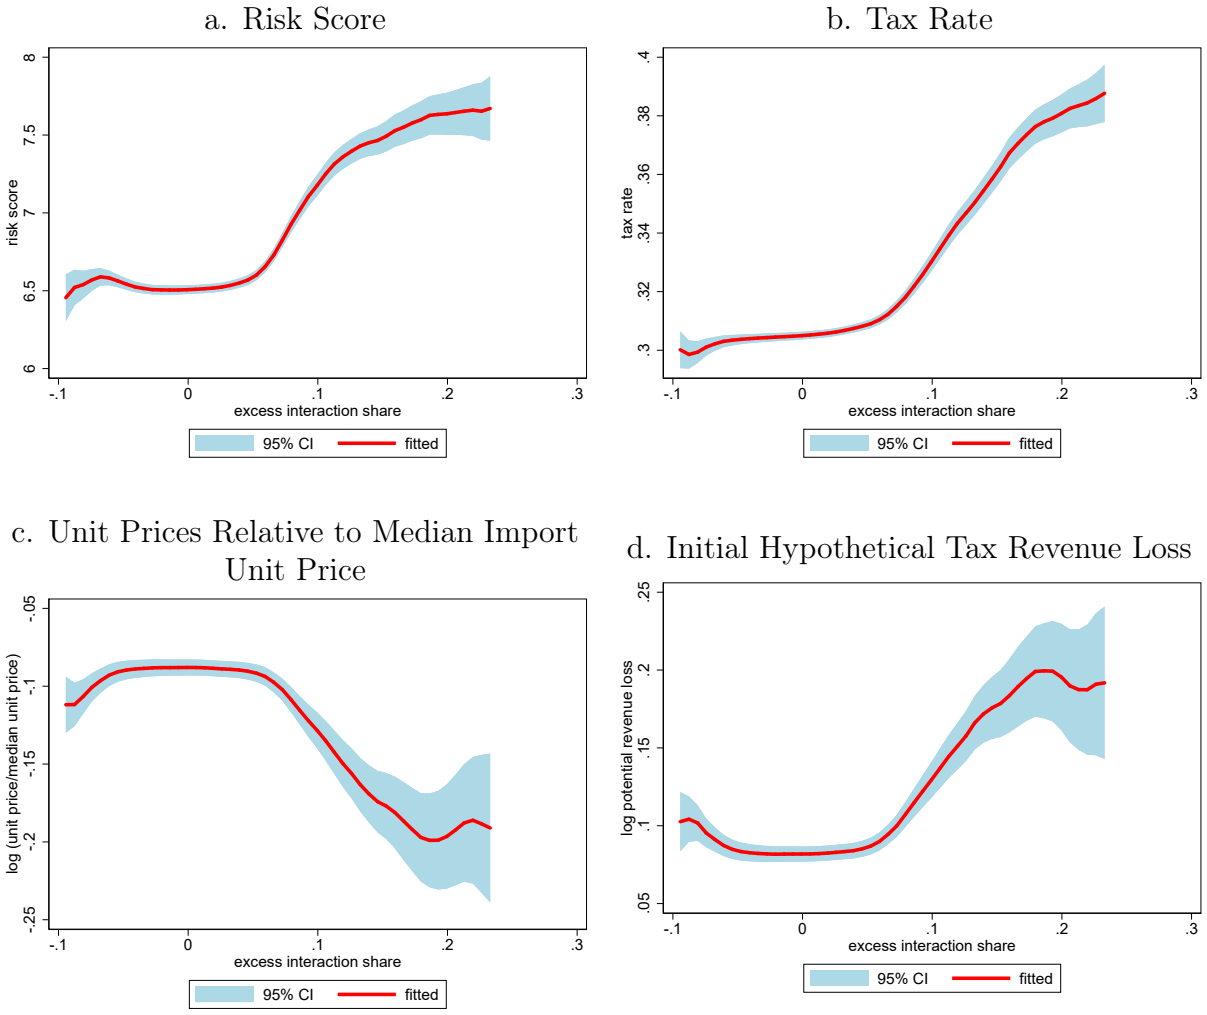 a. Risk Score
risk score
8
7.5
7
6.5
6
-.1 0 .1 .2 .3
excess interaction share
95% CI fitted
b. Tax Rate
tax rate
.4
.38
.36
.34
.32
.3
-.1 0 .1 .2 .3
excess interaction share
95% CI fitted
c. Unit Prices Relative to Median Import
Unit Price
log (unit price/median unit price)
-.05
-.1
-.15
-.2
-.25
-.1 0 .1 .2 .3
excess interaction share
95% CI fitted
d. Initial Hypothetical Tax Revenue Loss
log potential revenue loss
.25
.2
.15
.1
.05
-.1 0 .1 .2 .3
excess interaction share
95% CI fitted